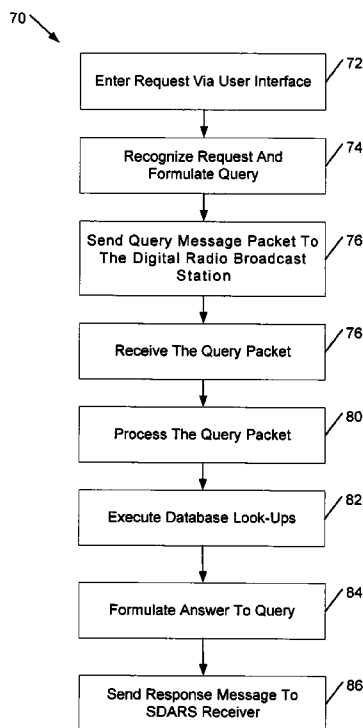 70
Enter Request Via User Interface
72
Recognize Request And
Formulate Query
74
Send Query Message Packet To
The Digital Radio Broadcast
Station
76
Receive The Query Packet
76
Process The Query Packet
80
Execute Database Look-Ups
82
Formulate Answer To Query
84
Send Response Message To
SDARS Receiver
86